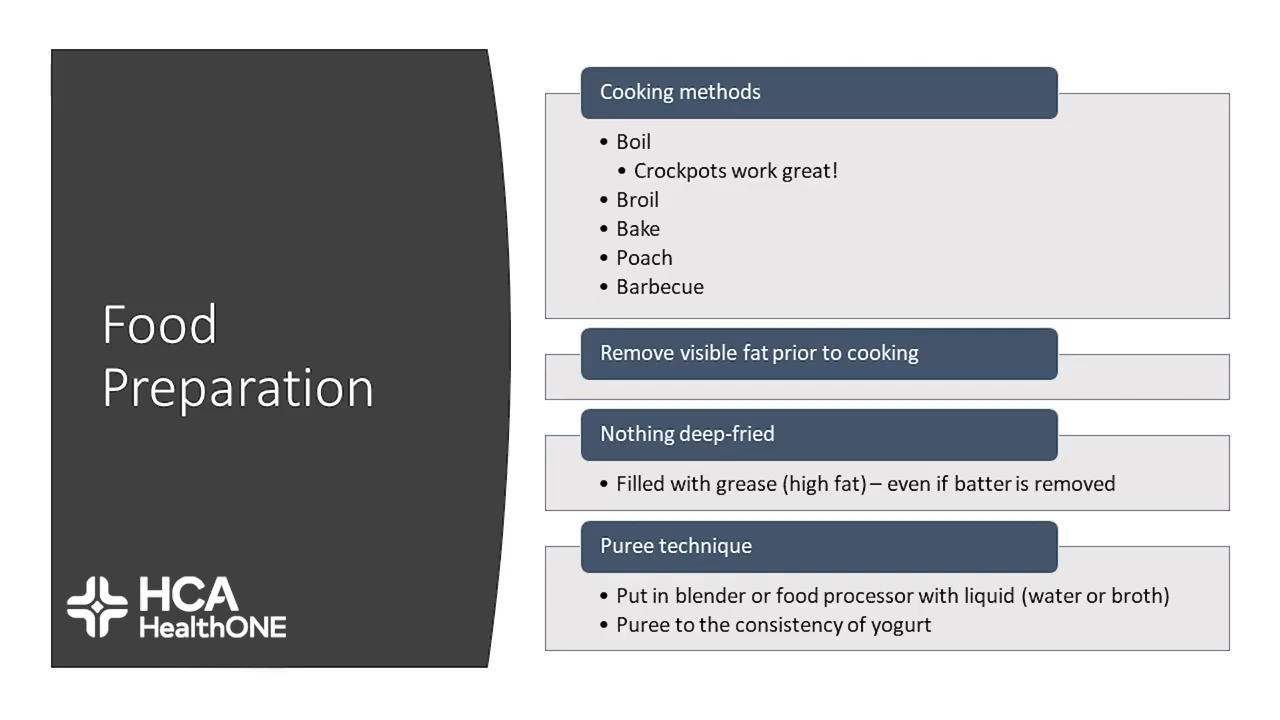 Food
Preparation
HCA
HealthONE
Cooking methods
• Boil
• Crockpots work great!
• Broil
• Bake
• Poach
• Barbecue
Remove visible fat prior to cooking
Nothing deep-fried
• Filled with grease (high fat) – even if batter is removed
Puree technique
• Put in blender or food processor with liquid (water or broth)
• Puree to the consistency of yogurt